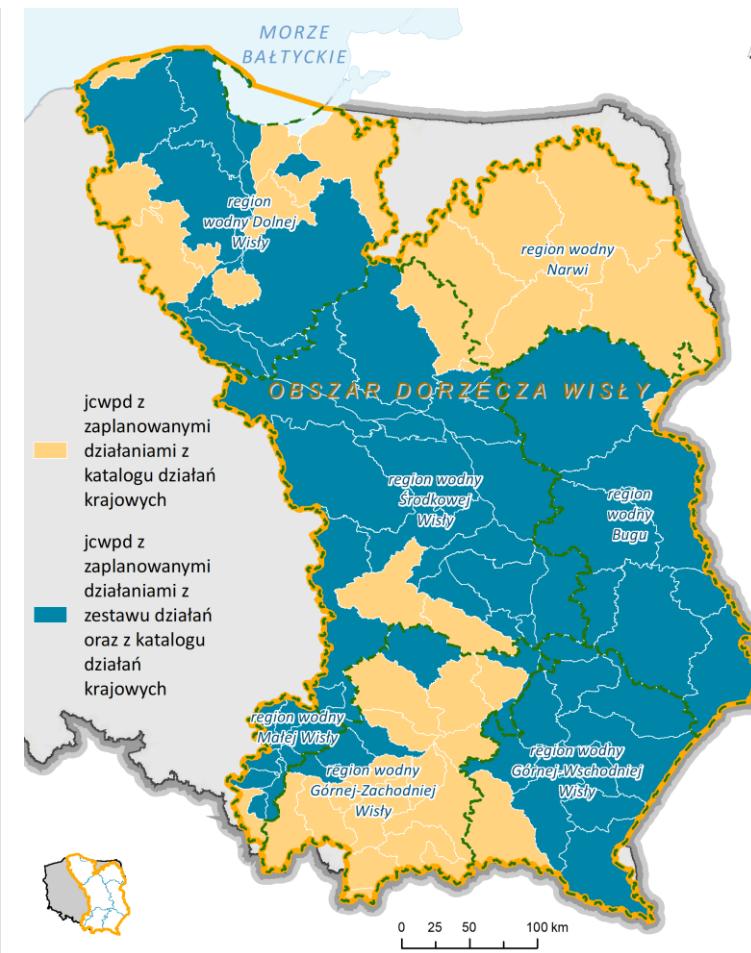 MORZE
BAŁTYCKIE
region
wodny Dolnej
Wisły
region wodny
Narwi
OBSZAR DORZECZA WISŁY
jcwpd z
zaplanowanymi
działaniami z
katalogu działań
krajowych
region wodny
Środkowej
Wisły
region
wodny
Bugu
jcwpd z
zaplanowanymi
działaniami z
zestawu działań
oraz z katalogu
działań
krajowych
region wodny
Małej Wisły
region wodny
Górnej-Zachodniej
Wisły
region wodny
Górnej-Wschodniej
Wisły
0 25 50 100 km